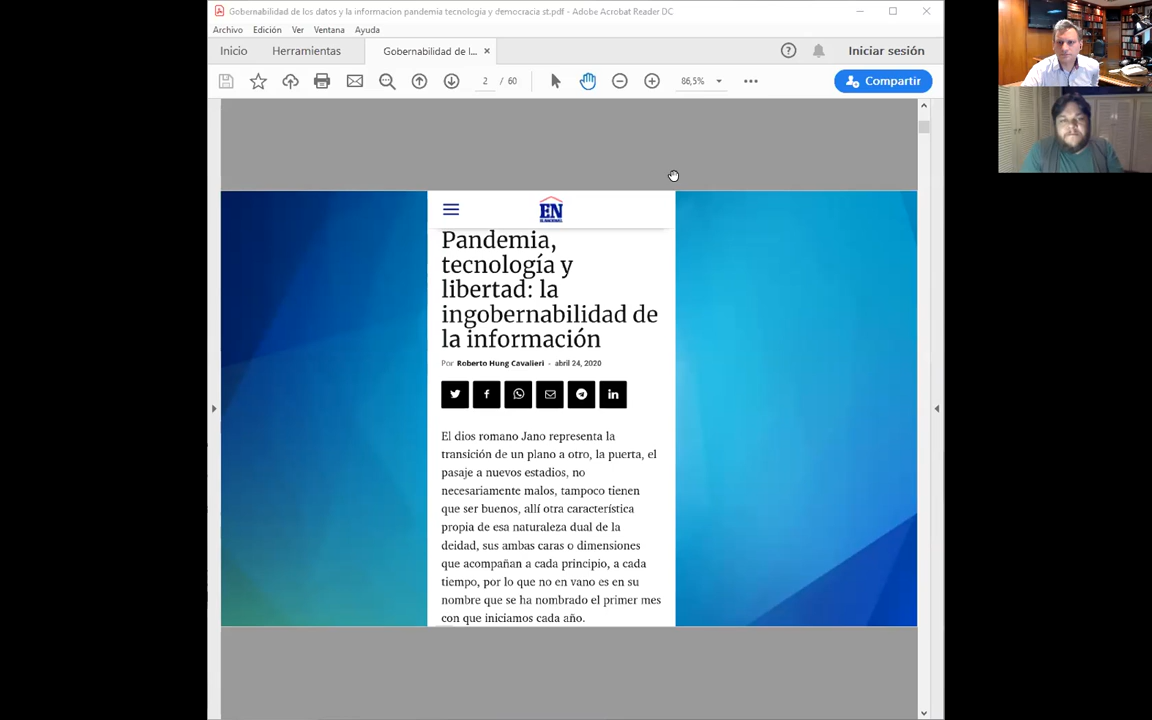 Gobernabilidad de los datos y la informacion pandemia tecnologia y democracia st.pdf - Adobe Acrobat Reader DC
Archivo Edición Ver Ventana Ayuda
Inicio Herramientas Gobernabilidad de l... × Iniciar sesión
2 / 60 86,5% Compartir
EN
Pandemia,
tecnología y
libertad: la
ingobernabilidad de
la información
Por Roberto Hung Cavalieri - abril 24, 2020
El dios romano Jano representa la
transición de un plano a otro, la puerta, el
pasaje a nuevos estadios, no
necesariamente malos, tampoco tienen
que ser buenos, allí otra característica
propia de esa naturaleza dual de la
deidad, sus ambas caras o dimensiones
que acompañan a cada principio, a cada
tiempo, por lo que no en vano es en su
nombre que se ha nombrado el primer mes
con que iniciamos cada año.